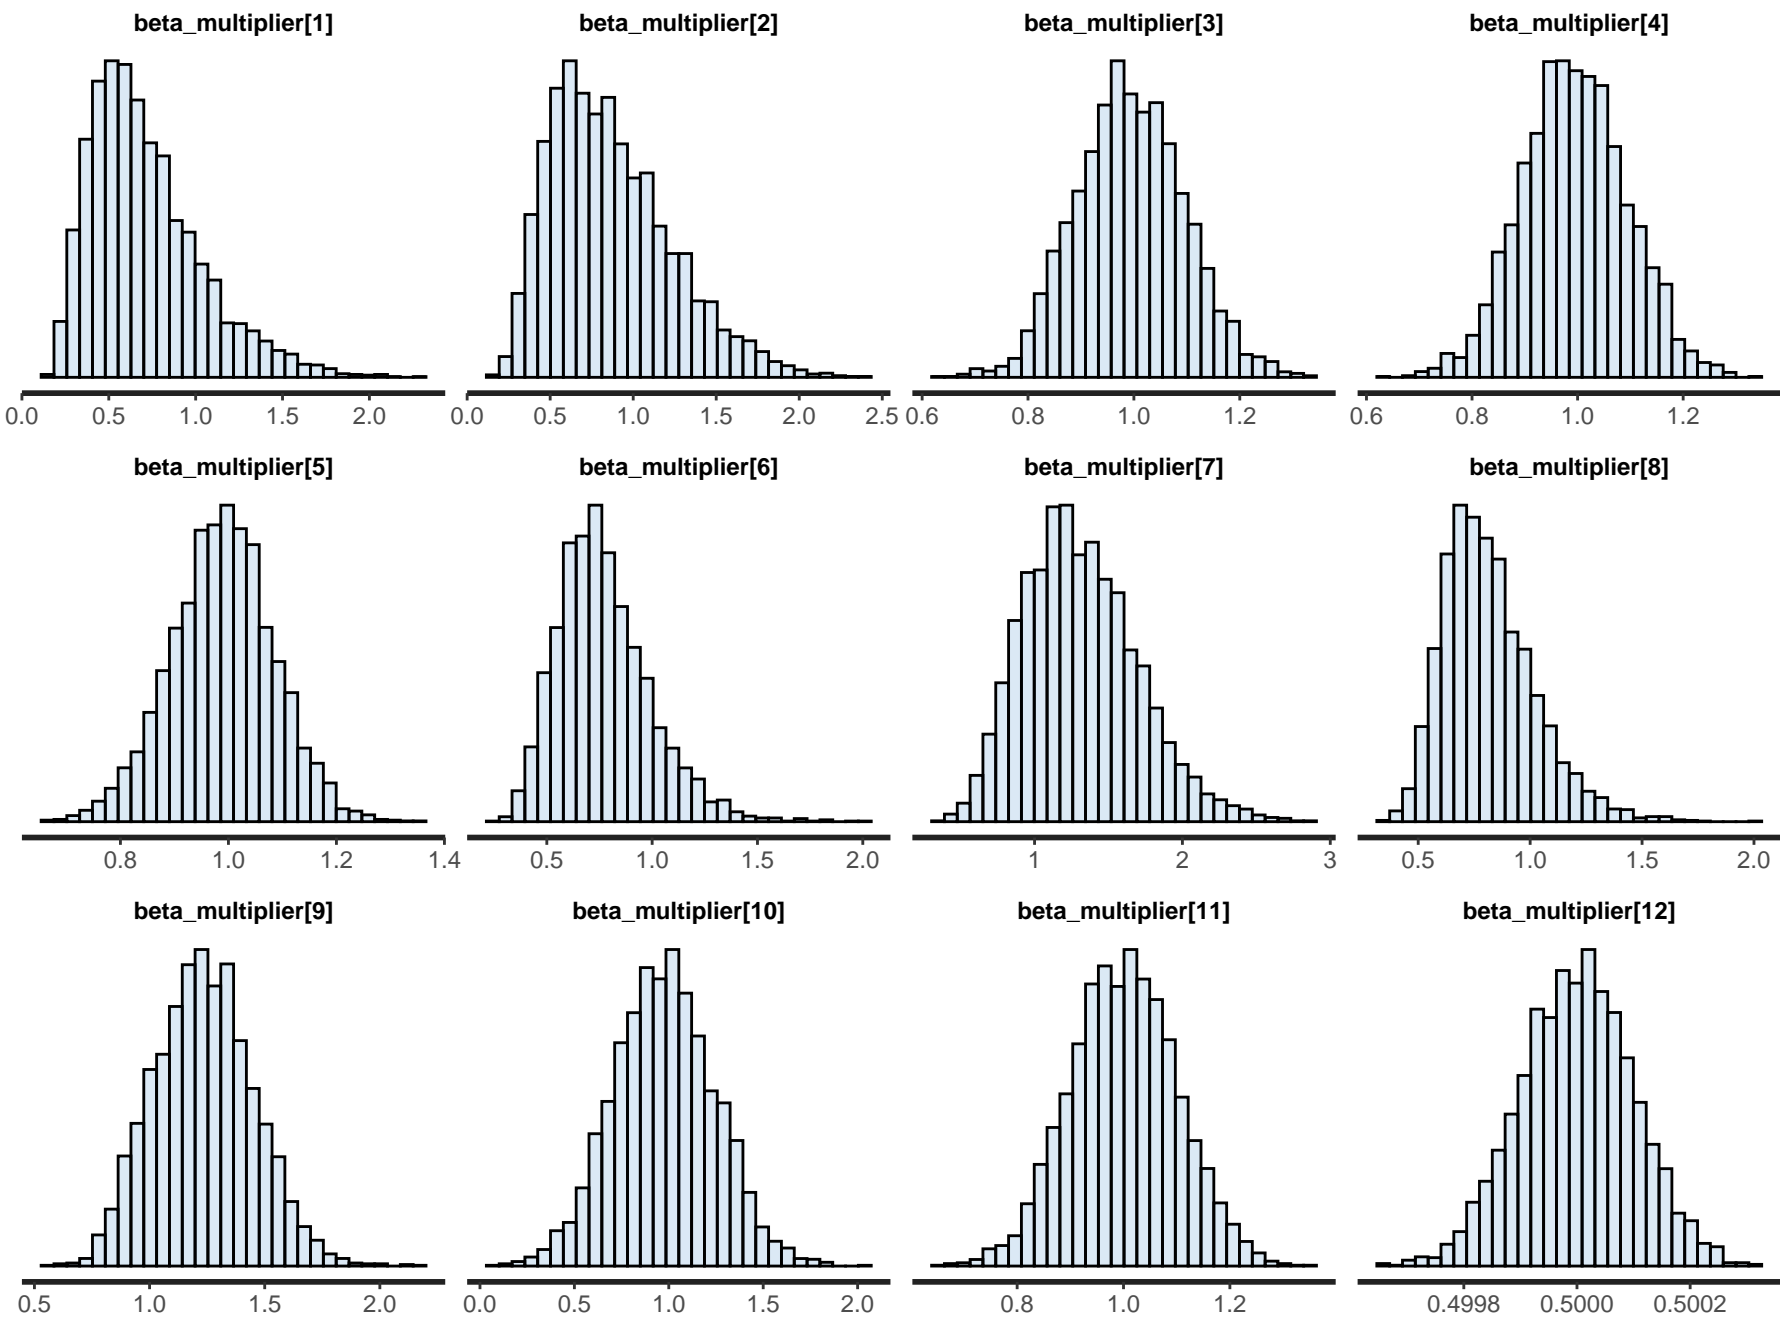 beta_multiplier[1] beta_multiplier[2] beta_multiplier[3] beta_multiplier[4]
0.0 0.5 1.0 1.5 2.0 0.0 0.5 1.0 1.5 2.0 2.5 0.6 0.8 1.0 1.2 0.6 0.8 1.0 1.2
beta_multiplier[5] beta_multiplier[6] beta_multiplier[7] beta_multiplier[8]
0.8 1.0 1.2 1.4 0.5 1.0 1.5 2.0 1 2 3 0.5 1.0 1.5 2.0
beta_multiplier[9] beta_multiplier[10] beta_multiplier[11] beta_multiplier[12]
0.5 1.0 1.5 2.0 0.0 0.5 1.0 1.5 2.0 0.8 1.0 1.2 0.4998 0.5000 0.5002